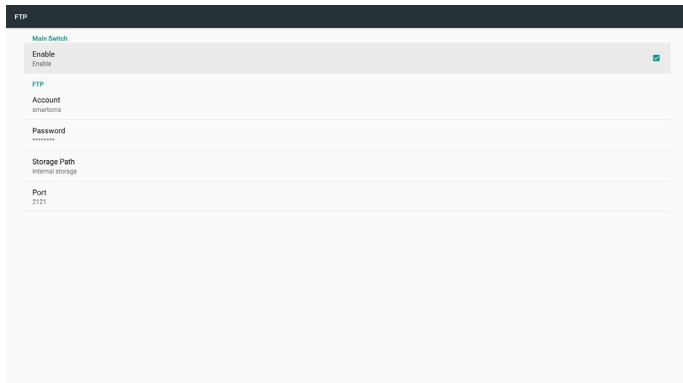 FTP
Main Switch
Enable
Enable
FTP
Account
smartcms
Password
********
Storage Path
Internal storage
Port
2121